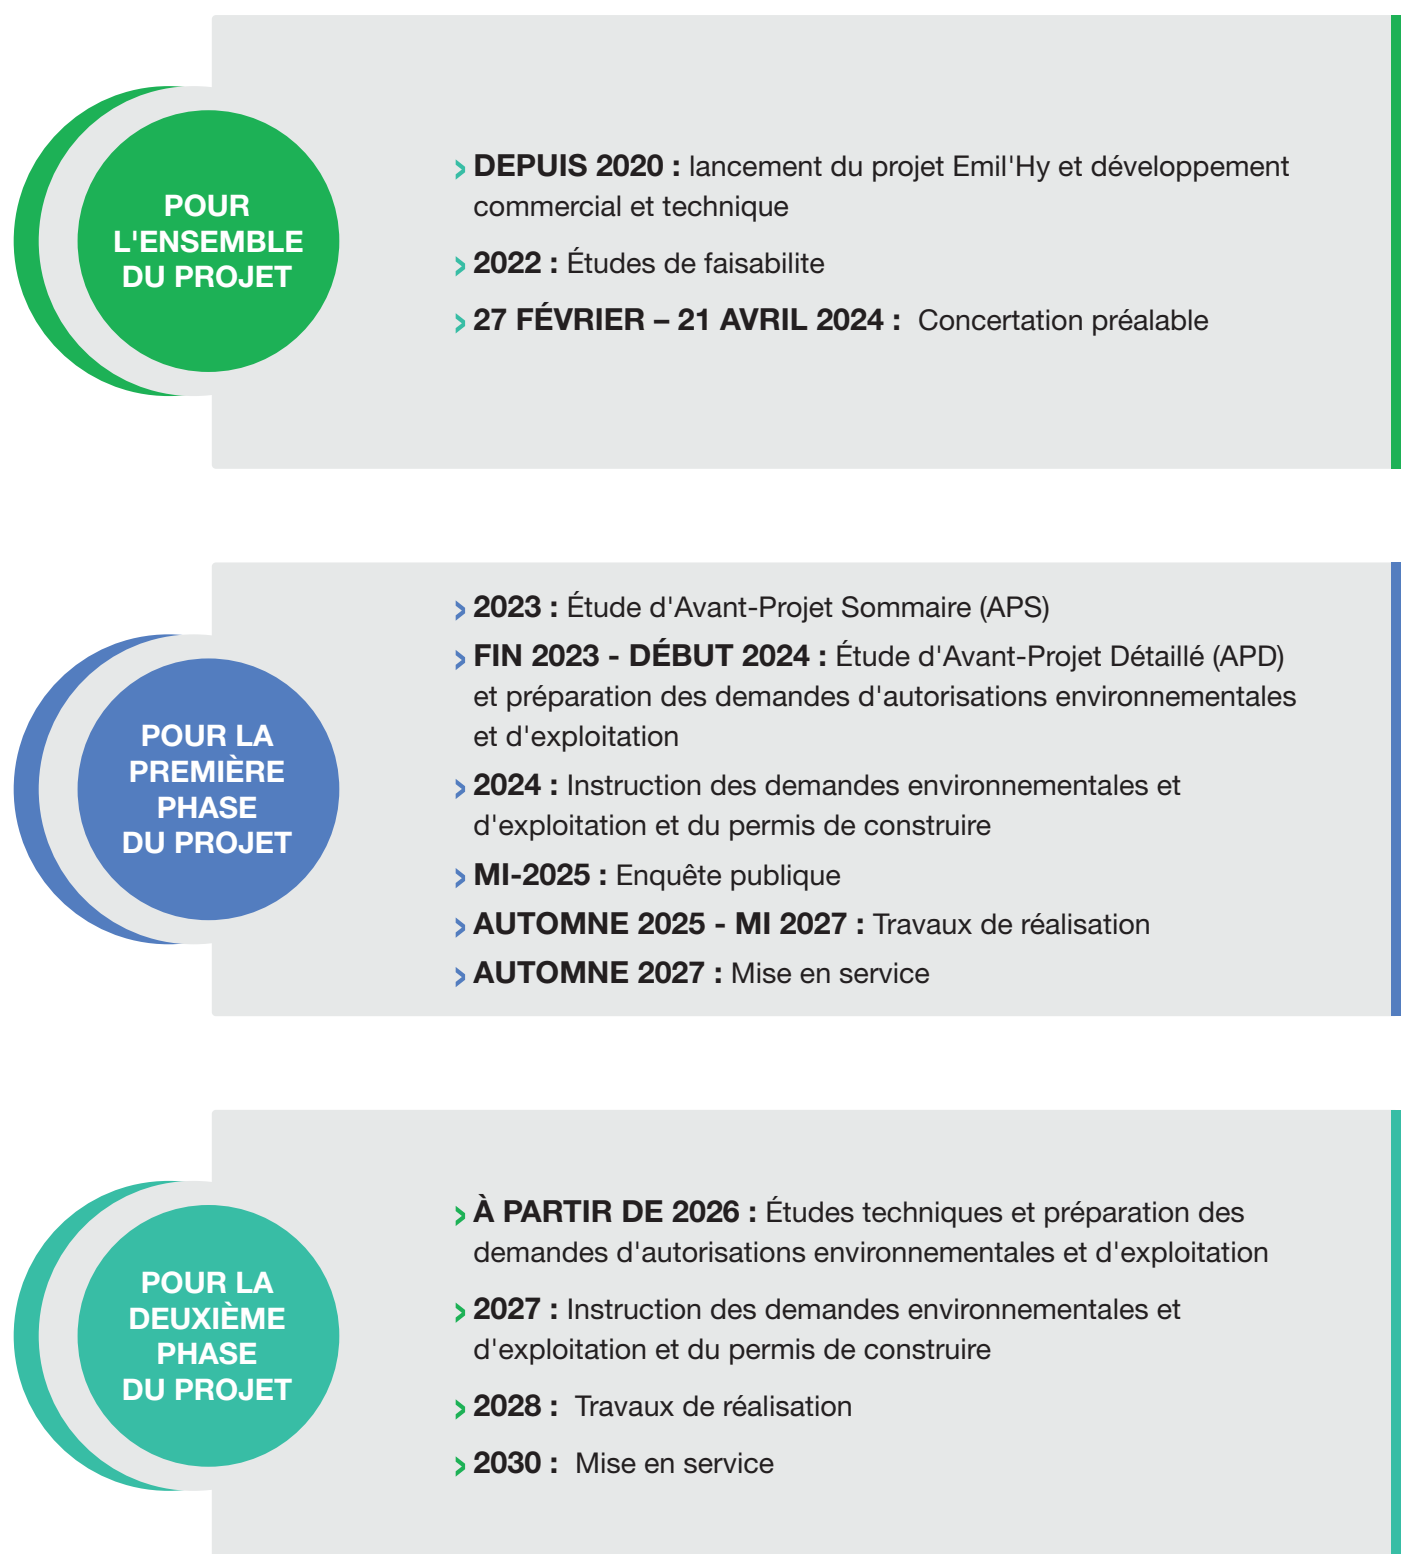 POUR
L'ENSEMBLE
DU PROJET
› DEPUIS 2020 : lancement du projet Emil'Hy et développement
commercial et technique
› 2022 : Études de faisabilite
› 27 FÉVRIER – 21 AVRIL 2024 : Concertation préalable
POUR LA
PREMIÈRE
PHASE
DU PROJET
› 2023 : Étude d'Avant-Projet Sommaire (APS)
› FIN 2023 - DÉBUT 2024 : Étude d'Avant-Projet Détaillé (APD)
et préparation des demandes d'autorisations environnementales
et d'exploitation
› 2024 : Instruction des demandes environnementales et
d'exploitation et du permis de construire
› MI-2025 : Enquête publique
› AUTOMNE 2025 - MI 2027 : Travaux de réalisation
› AUTOMNE 2027 : Mise en service
POUR LA
DEUXIÈME
PHASE
DU PROJET
› À PARTIR DE 2026 : Études techniques et préparation des
demandes d'autorisations environnementales et d'exploitation
› 2027 : Instruction des demandes environnementales et
d'exploitation et du permis de construire
› 2028 : Travaux de réalisation
› 2030 : Mise en service